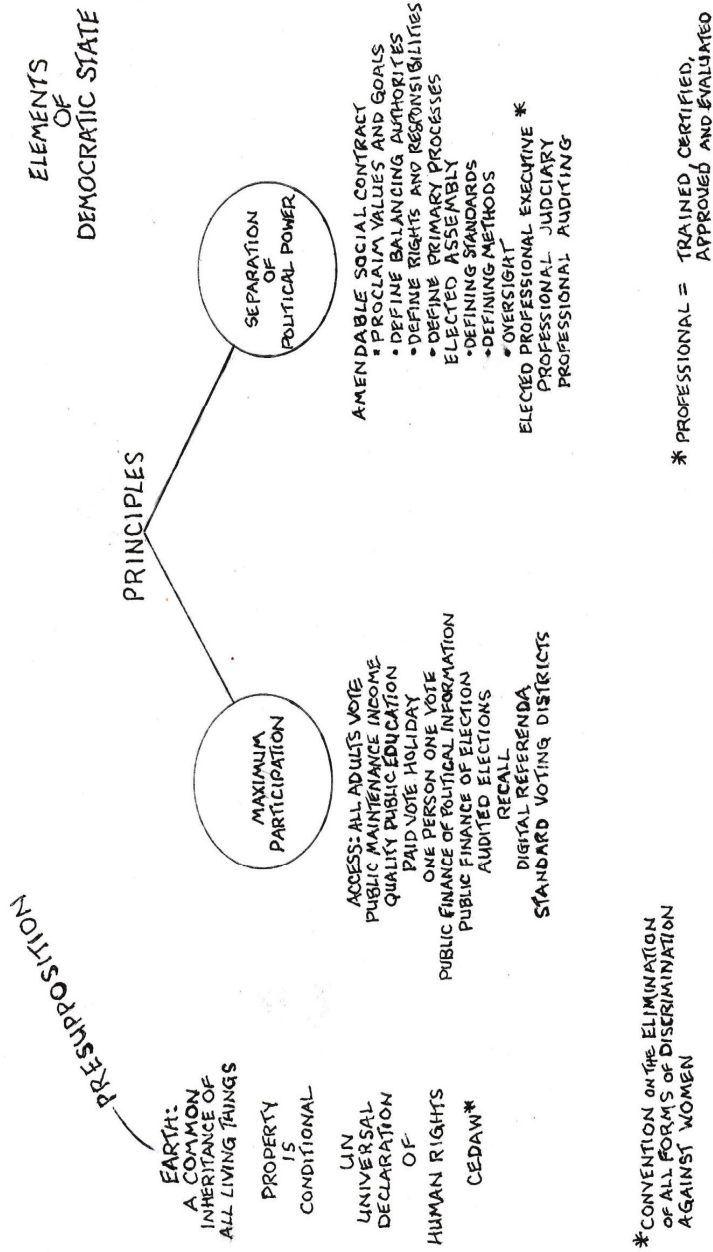 ELEMENTS
OF
DEMOCRATIC STATE
PRINCIPLES
PRESUPPOSITION
EARTH:
A COMMON
INHERITANCE OF
ALL LIVING THINGS
PROPERTY
IS
CONDITIONAL
UN
UNIVERSAL
DECLARATION
OF
HUMAN RIGHTS
CEDAW*
MAXIMUM
PARTICIPATION
ACCESS: ALL ADULTS VOTE
PUBLIC MAINTENANCE INCOME
QUALITY PUBLIC EDUCATION
PAID VOTE HOLIDAY
ONE PERSON ONE VOTE
PUBLIC FINANCE OF POLITICAL INFORMATION
PUBLIC FINANCE OF ELECTION
AUDITED ELECTIONS
RECALL
DIGITAL REFERENDA
STANDARD VOTING DISTRICTS
SEPARATION
OF
POLITICAL POWER
AMENDABLE SOCIAL CONTRACT
• PROCLAIM VALUES AND GOALS
• DEFINE BALANCING AUTHORITES
• DEFINE RIGHTS AND RESPONSIBILITIES
• DEFINE PRIMARY PROCESSES
ELECTED ASSEMBLY
• DEFINING STANDARDS
• DEFINING METHODS
• OVERSIGHT
ELECTED PROFESSIONAL EXECUTIVE *
PROFESSIONAL JUDICIARY
PROFESSIONAL AUDITING
*CONVENTION ON THE ELIMINATION
OF ALL FORMS OF DISCRIMINATION
AGAINST WOMEN
* PROFESSIONAL = TRAINED, CERTIFIED,
APPROVED AND EVALUATED